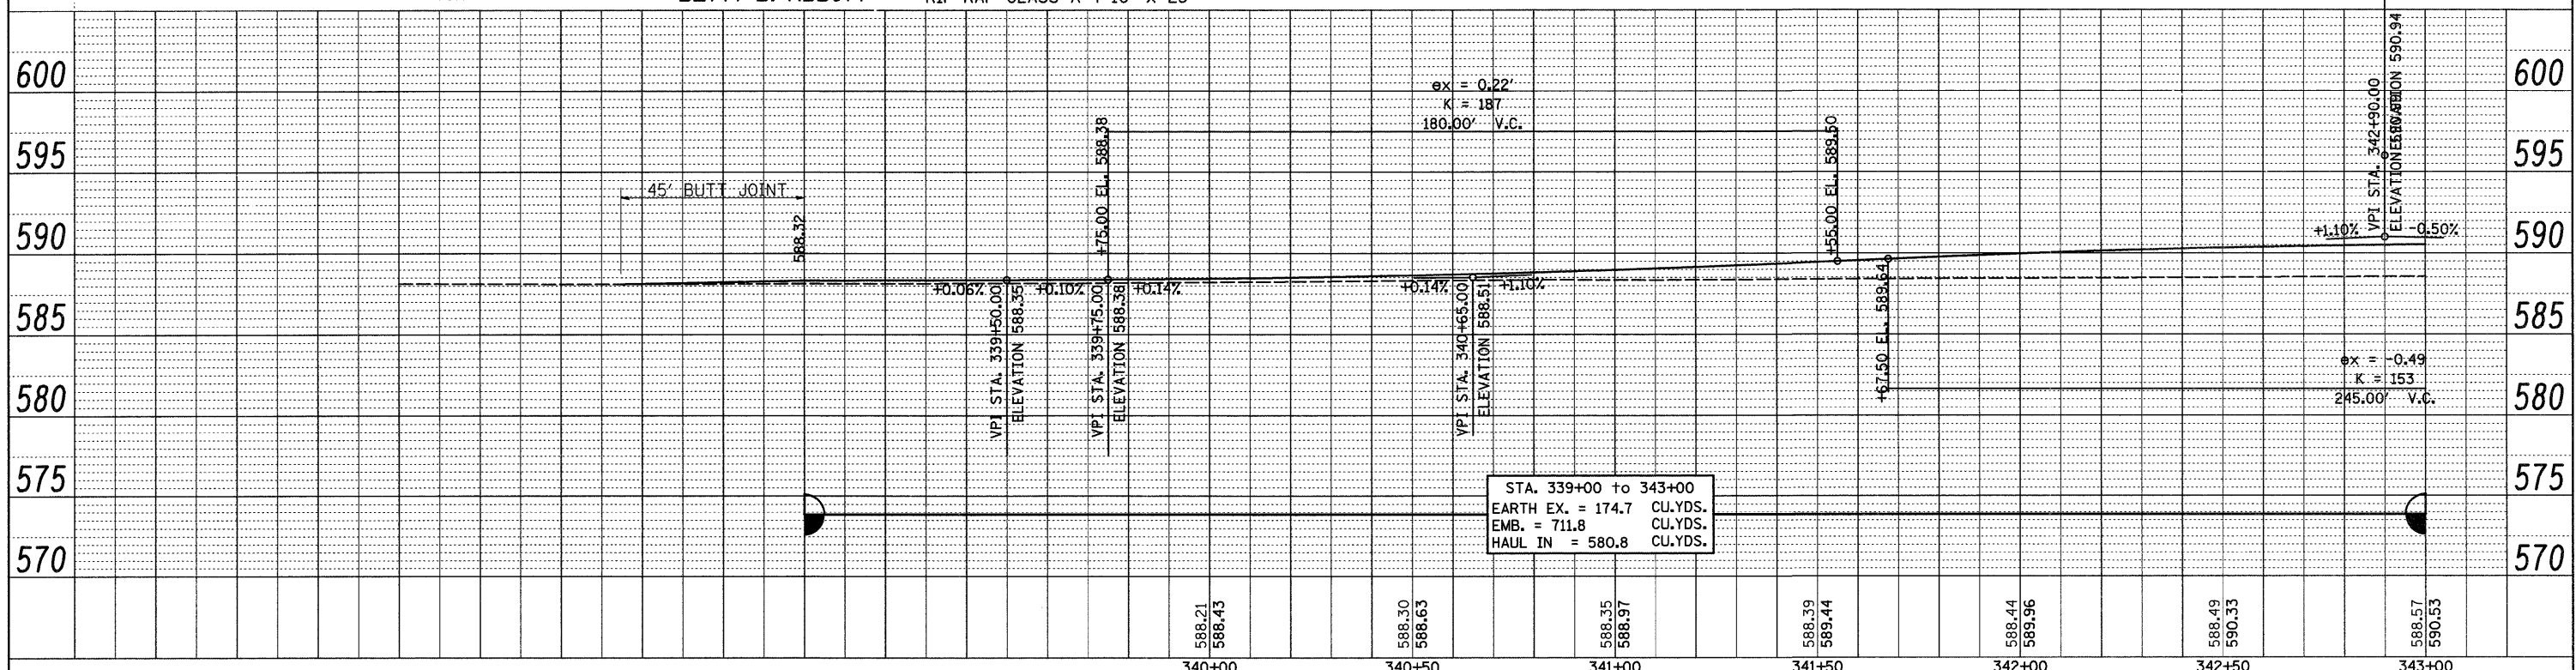 600
595
590
585
580
575
570
45' BUTT JOINT
588.32
+0.06%
+0.10%
+0.14%
VPI STA. 339+50.00
ELEVATION 588.35
VPI STA. 339+75.00
ELEVATION 588.38
+75.00 EL. 588.38
ex = 0.22'
K = 187
180.00' V.C.
+0.14%
+1.10%
VPI STA. 340+65.00
ELEVATION 588.51
+55.00 EL. 589.50
+67.50 EL. 589.64
VPI STA. 342+90.00
ELEVATION 590.94
+1.10%
-0.50%
ex = -0.49
K = 153
245.00' V.C.
STA. 339+00 to 343+00
EARTH EX. = 174.7 CU.YDS.
EMB. = 711.8 CU.YDS.
HAUL IN = 580.8 CU.YDS.
600
595
590
585
580
575
570
588.21
588.43
588.30
588.63
588.35
588.97
588.39
589.44
588.44
589.96
588.49
590.33
588.57
590.53
340+00
340+50
341+00
341+50
342+00
342+50
343+00